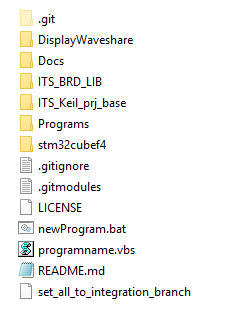 .git
DisplayWaveshare
Docs
ITS_BRD_LIB
ITS_Keil_prj_base
Programs
stm32cubef4
.gitignore
.gitmodules
LICENSE
newProgram.bat
programname.vbs
README.md
set_all_to_integration_branch